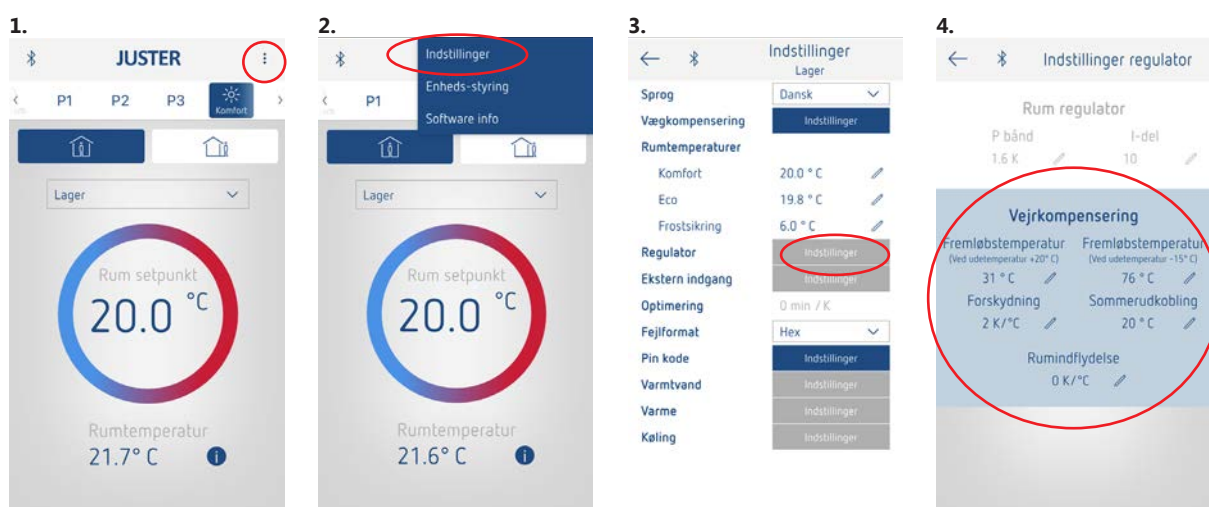 1.
JUSTER
P1 P2 P3 Komfort
Lager
Rum setpunkt
20.0 °C
Rumtemperatur
21.7° C
2.
Indstillinger
Enheds-styring
Software info
P1
Lager
Rum setpunkt
20.0 °C
Rumtemperatur
21.6° C
3.
Indstillinger
Lager
Sprog Dansk
Vægkompensering Indstillinger
Rumtemperaturer
Komfort 20.0 ° C
Eco 19.8 ° C
Frostsikring 6.0 ° C
Regulator Indstillinger
Ekstern indgang Indstillinger
Optimering 0 min / K
Fejlformat Hex
Pin kode Indstillinger
Varmtvand Indstillinger
Varme Indstillinger
Køling Indstillinger
4.
Indstillinger regulator
Rum regulator
P bånd I-del
1.6 K 10
Vejrkompensering
Fremløbstemperatur Fremløbstemperatur
(Ved udetemperatur +20° C) (Ved udetemperatur -15° C)
31 ° C 76 ° C
Forskydning Sommerudkobling
2 K/°C 20 ° C
Rumindflydelse
0 K/°C